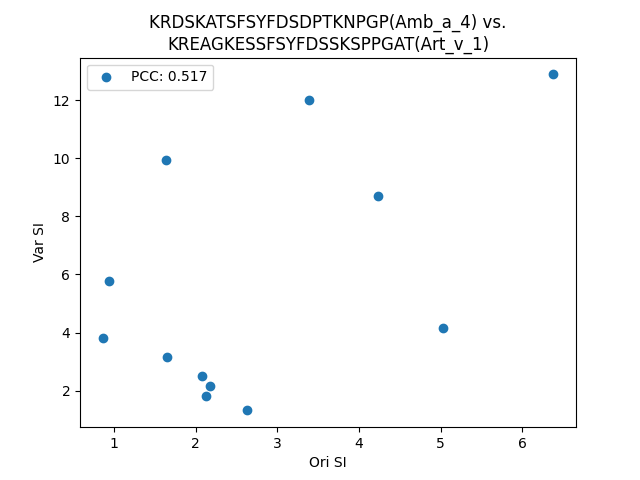 KRDSKATSFSYFDSDPTKNPGP(Amb_a_4) vs.
KREAGKESSFSYFDSSKSPPGAT(Art_v_1)
PCC: 0.517
12
10
8
6
4
2
Var SI
1 2 3 4 5 6
Ori SI